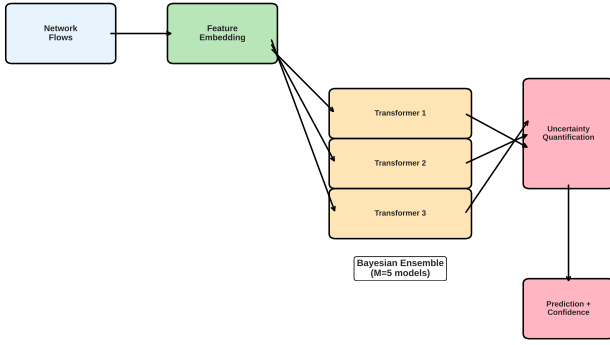 Network
Flows
Feature
Embedding
Transformer 1
Transformer 2
Transformer 3
Bayesian Ensemble
(M=5 models)
Uncertainty
Quantification
Prediction +
Confidence